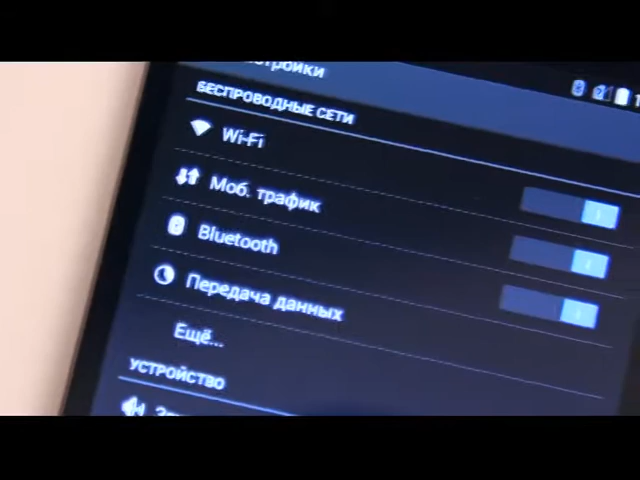 БЕСПРОВОДНЫЕ СЕТИ
Wi-Fi
Моб. трафик
Bluetooth
Передача данных
Ещё...
УСТРОЙСТВО